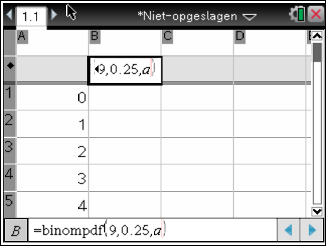 1.1 *Niet-opgeslagen
A B C D
◆ 9,0.25,a)
1 0
2 1
3 2
4 3
5 4
B =binompdf(9,0.25,a)